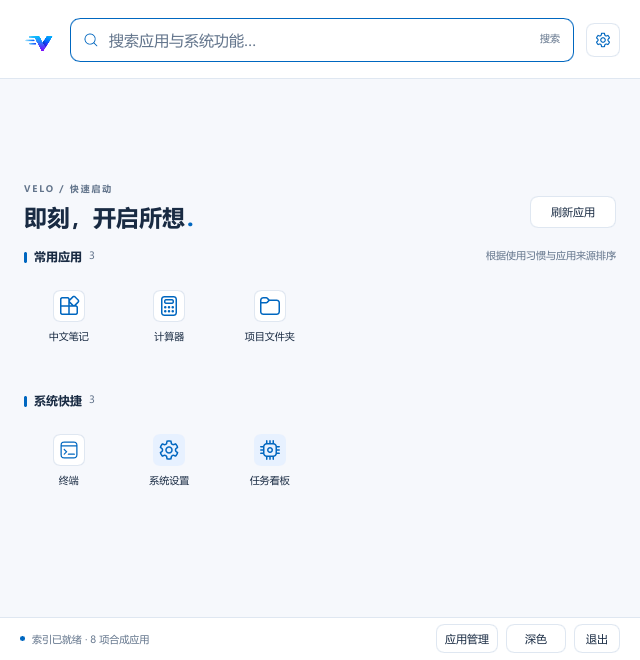 搜索应用与系统功能...
搜索
VELO / 快速启动
即刻，开启所想.
刷新应用
常用应用 3
根据使用习惯与应用来源排序
中文笔记
计算器
项目文件夹
系统快捷 3
终端
系统设置
任务看板
索引已就绪 · 8 项合成应用
应用管理
深色
退出